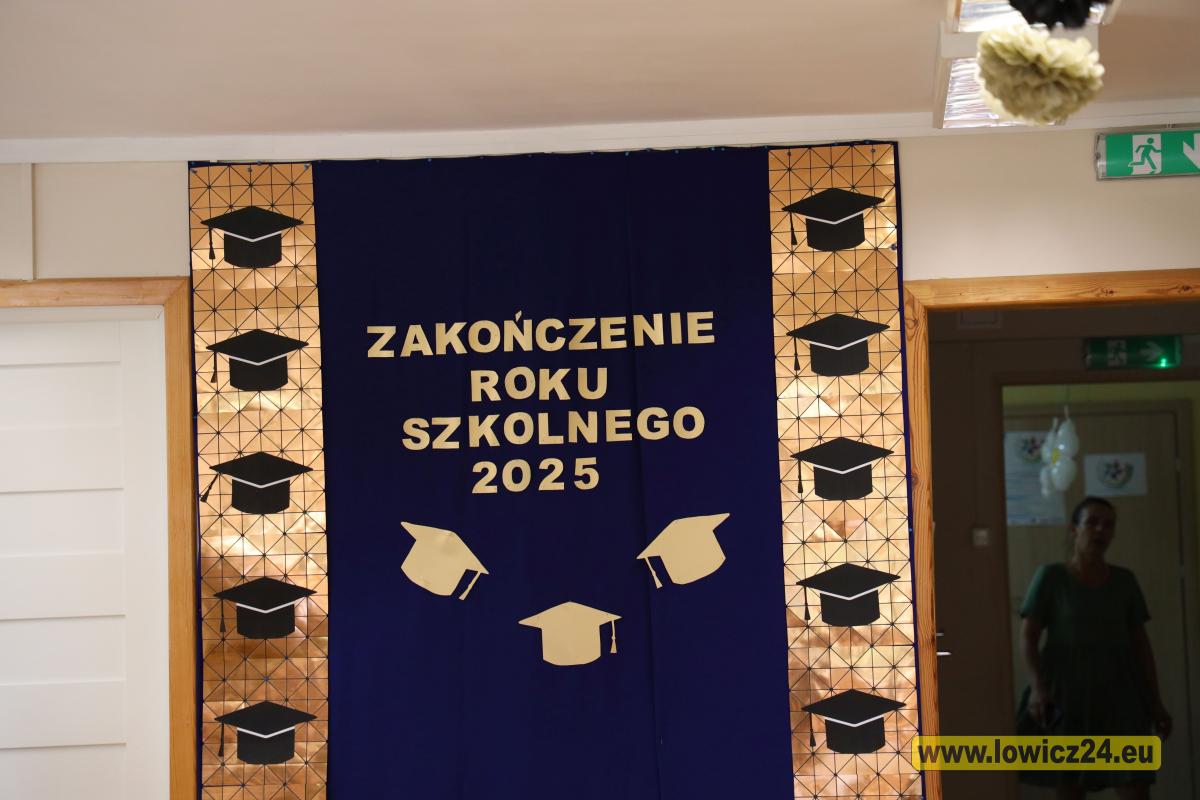 ZAKOŃCZENIE
ROKU
SZKOLNEGO
2025
www.lowicz24.eu